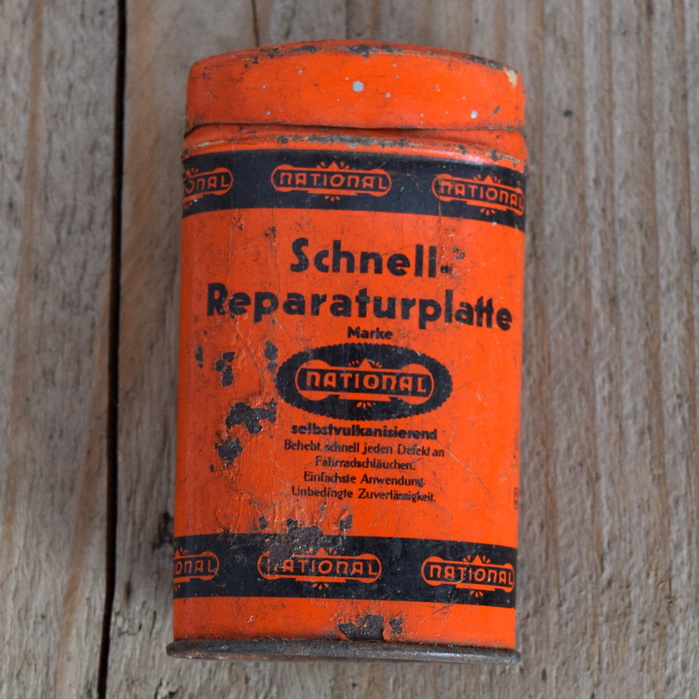 NATIONAL NATIONAL NATIONAL
Schnell-
Reparaturplatte
Marke
NATIONAL
selbstvulkanisierend
Behebt schnell jeden Defekt an
Fahrradschläuchen.
Einfachste Anwendung.
Unbedingte Zuverlässigkeit.
NATIONAL NATIONAL NATIONAL